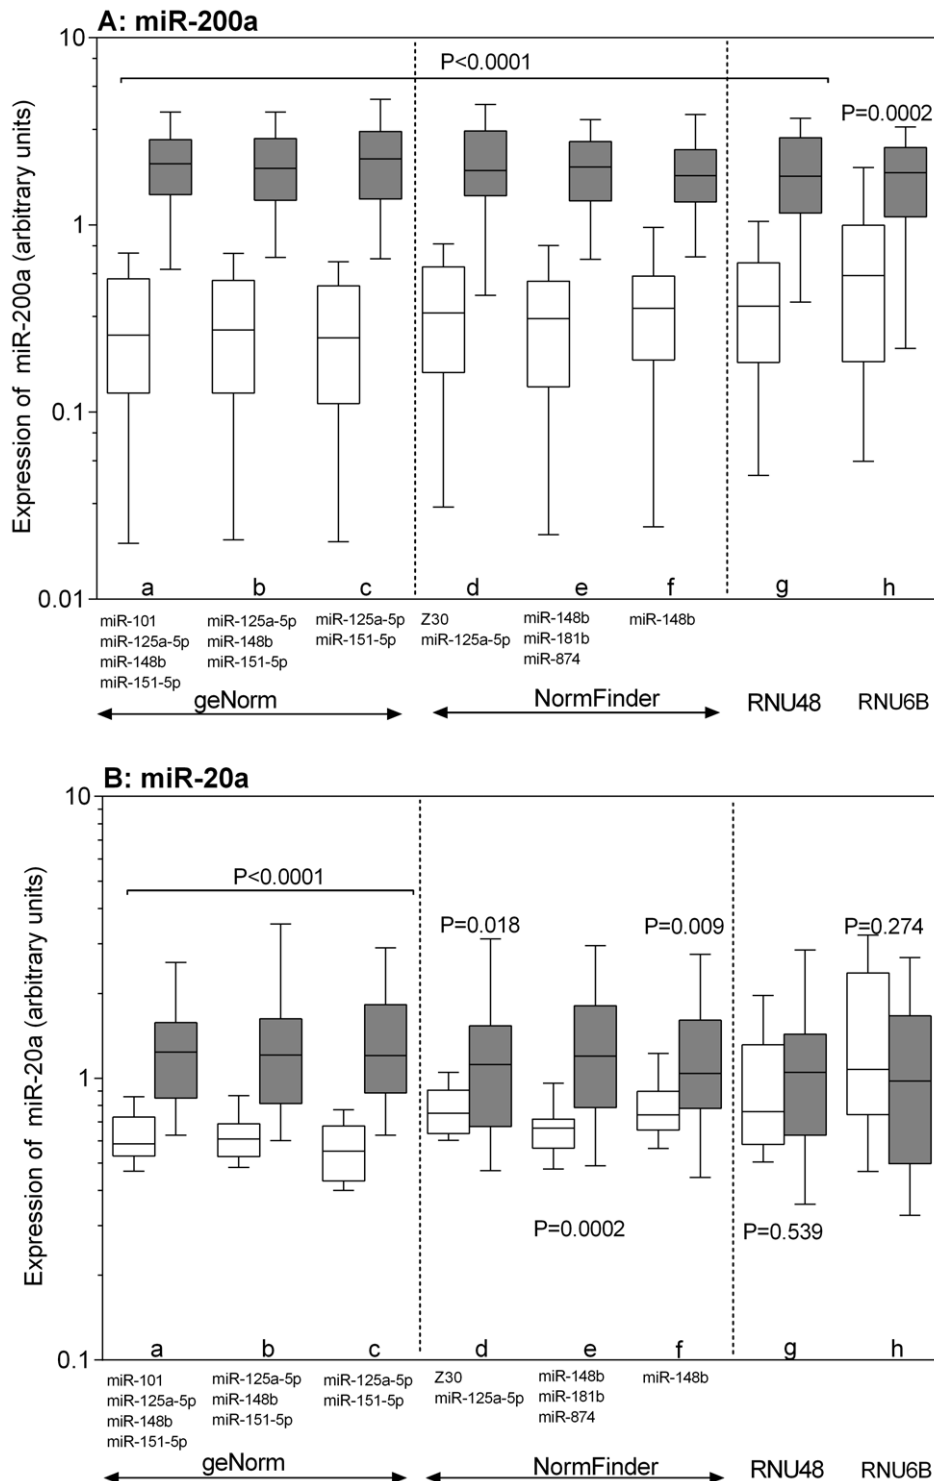 A: miR-200a
10
P<0.0001
P=0.0002
1
0.1
0.01
Expression of miR-200a (arbitrary units)
a b c d e f g h
miR-101 miR-125a-5p miR-125a-5p Z30 miR-148b miR-148b
miR-125a-5p miR-148b miR-151-5p miR-125a-5p miR-181b
miR-148b miR-151-5p miR-874
miR-151-5p
geNorm NormFinder RNU48 RNU6B
B: miR-20a
10
P<0.0001
P=0.018 P=0.009 P=0.274
1
P=0.0002 P=0.539
0.1
Expression of miR-20a (arbitrary units)
a b c d e f g h
miR-101 miR-125a-5p miR-125a-5p Z30 miR-148b miR-148b
miR-125a-5p miR-148b miR-151-5p miR-125a-5p miR-181b
miR-148b miR-151-5p miR-874
miR-151-5p
geNorm NormFinder RNU48 RNU6B